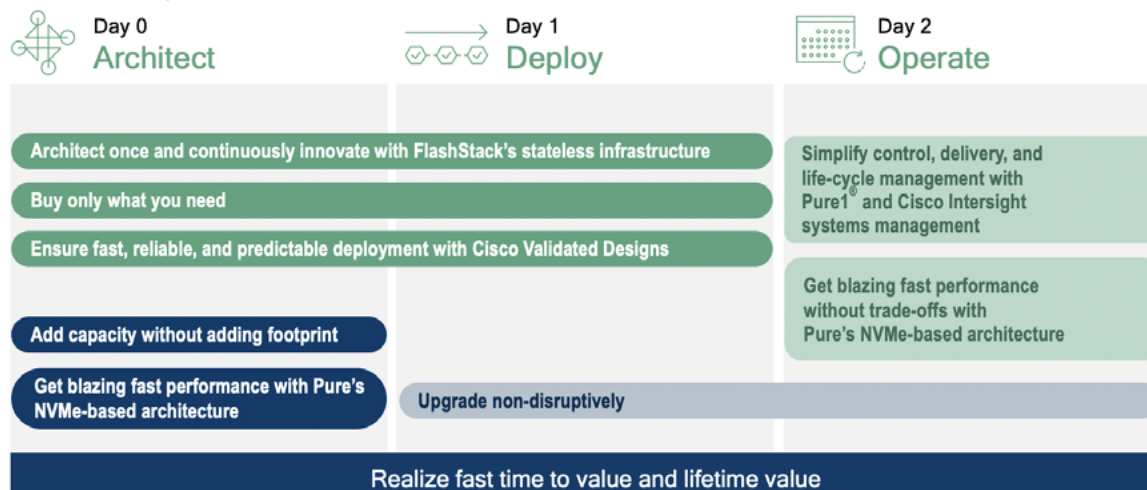 Day 0
Architect
Day 1
Deploy
Day 2
Operate
Architect once and continuously innovate with FlashStack's stateless infrastructure
Buy only what you need
Ensure fast, reliable, and predictable deployment with Cisco Validated Designs
Simplify control, delivery, and
life-cycle management with
Pure1® and Cisco Intersight
systems management
Get blazing fast performance
without trade-offs with
Pure's NVMe-based architecture
Add capacity without adding footprint
Get blazing fast performance with Pure's
NVMe-based architecture
Upgrade non-disruptively
Realize fast time to value and lifetime value